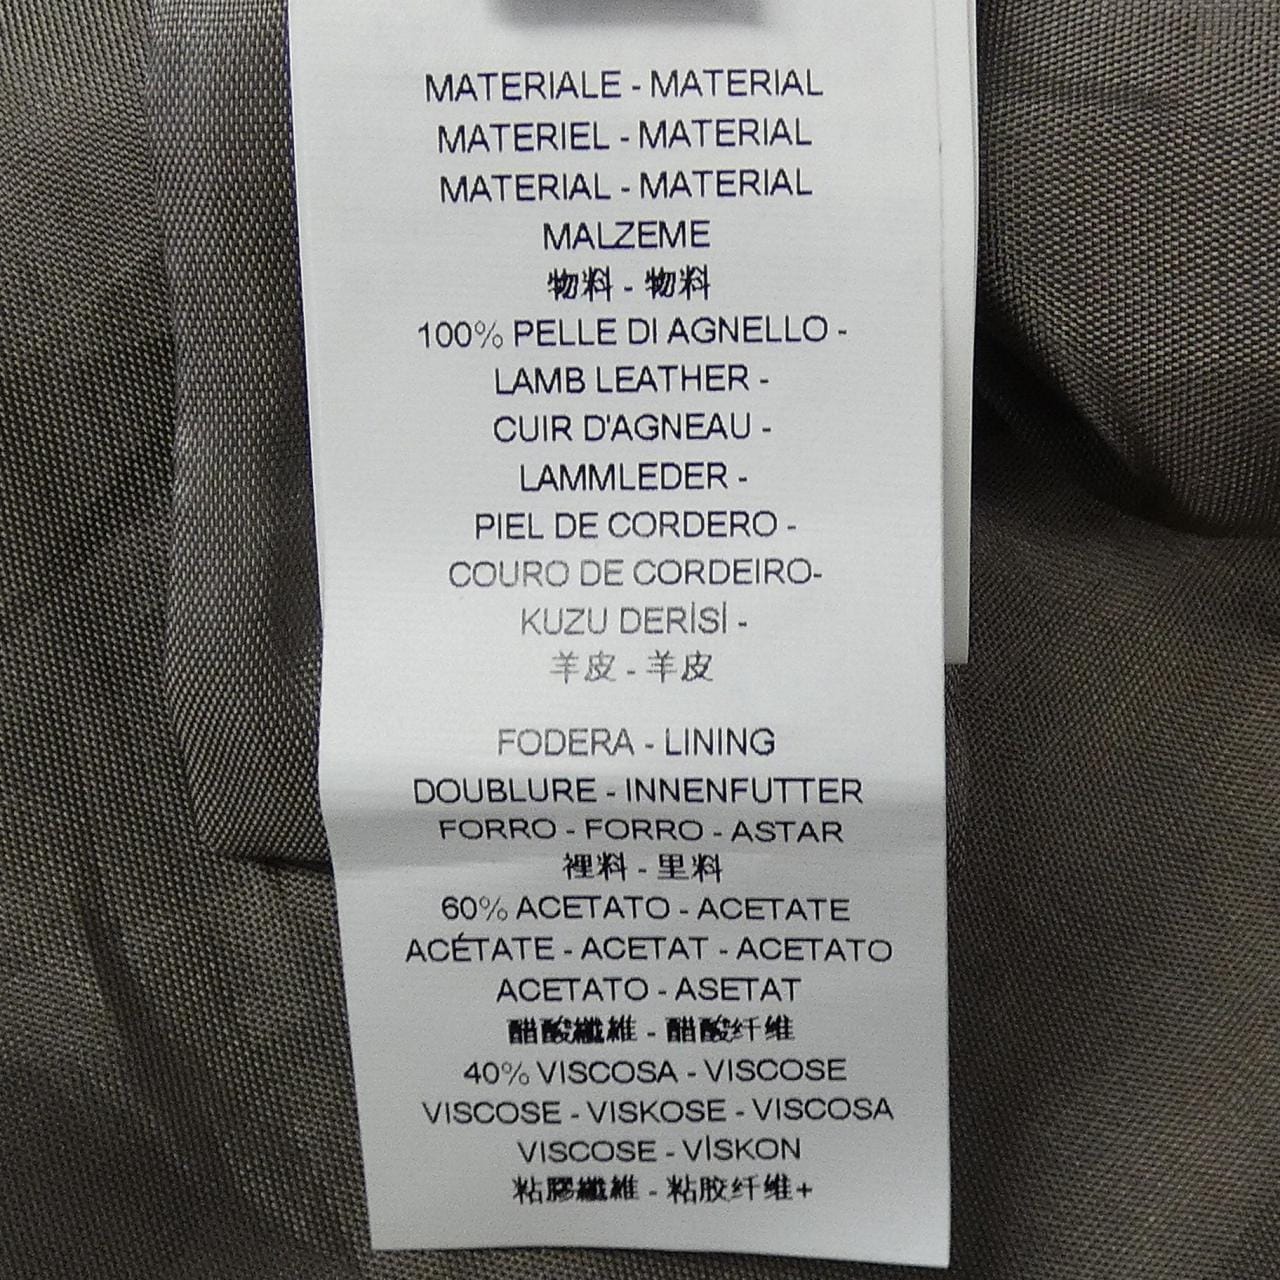 MATERIALE - MATERIAL
MATERIEL - MATERIAL
MATERIAL - MATERIAL
MALZEME
物料 - 物料
100% PELLE DI AGNELLO -
LAMB LEATHER -
CUIR D'AGNEAU -
LAMMLEDER -
PIEL DE CORDERO -
COURO DE CORDEIRO-
KUZU DERİSİ -
羊皮 - 羊皮
FODERA - LINING
DOUBLURE - INNENFUTTER
FORRO - FORRO - ASTAR
裡料 - 里料
60% ACETATO - ACETATE
ACÉTATE - ACETAT - ACETATO
ACETATO - ASETAT
醋酸纖維 - 醋酸纤维
40% VISCOSA - VISCOSE
VISCOSE - VISKOSE - VISCOSA
VISCOSE - VİSKON
粘膠纖維 - 粘胶纤维+